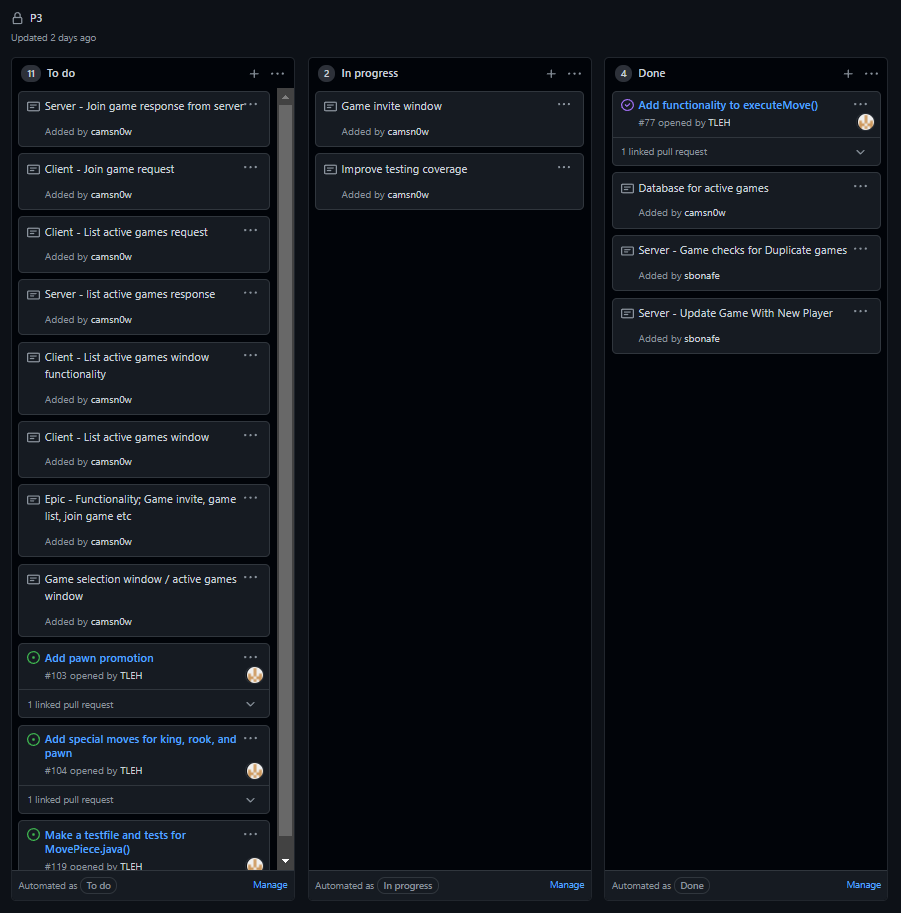 P3
Updated 2 days ago
11 To do
Server - Join game response from server
Added by camsn0w
Client - Join game request
Added by camsn0w
Client - List active games request
Added by camsn0w
Server - list active games response
Added by camsn0w
Client - List active games window
functionality
Added by camsn0w
Client - List active games window
Added by camsn0w
Epic - Functionality; Game invite, game
list, join game etc
Added by camsn0w
Game selection window / active games
window
Added by camsn0w
Add pawn promotion
#103 opened by TLEH
1 linked pull request
Add special moves for king, rook, and
pawn
#104 opened by TLEH
1 linked pull request
Make a testfile and tests for
MovePiece.java()
#119 opened by TLEH
Automated as To do Manage
2 In progress
Game invite window
Added by camsn0w
Improve testing coverage
Added by camsn0w
Automated as In progress Manage
4 Done
Add functionality to executeMove()
#77 opened by TLEH
1 linked pull request
Database for active games
Added by camsn0w
Server - Game checks for Duplicate games
Added by sbonafe
Server - Update Game With New Player
Added by sbonafe
Automated as Done Manage